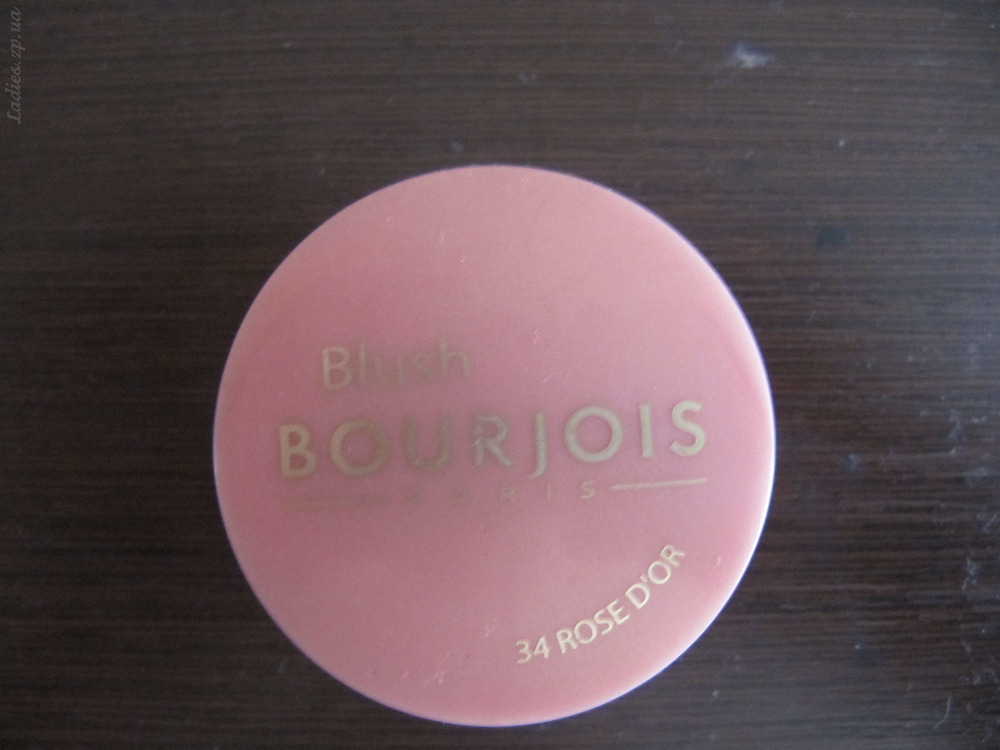 Ladies.zp.ua
Blush
BOURJOIS
PARIS
34 ROSE D'OR